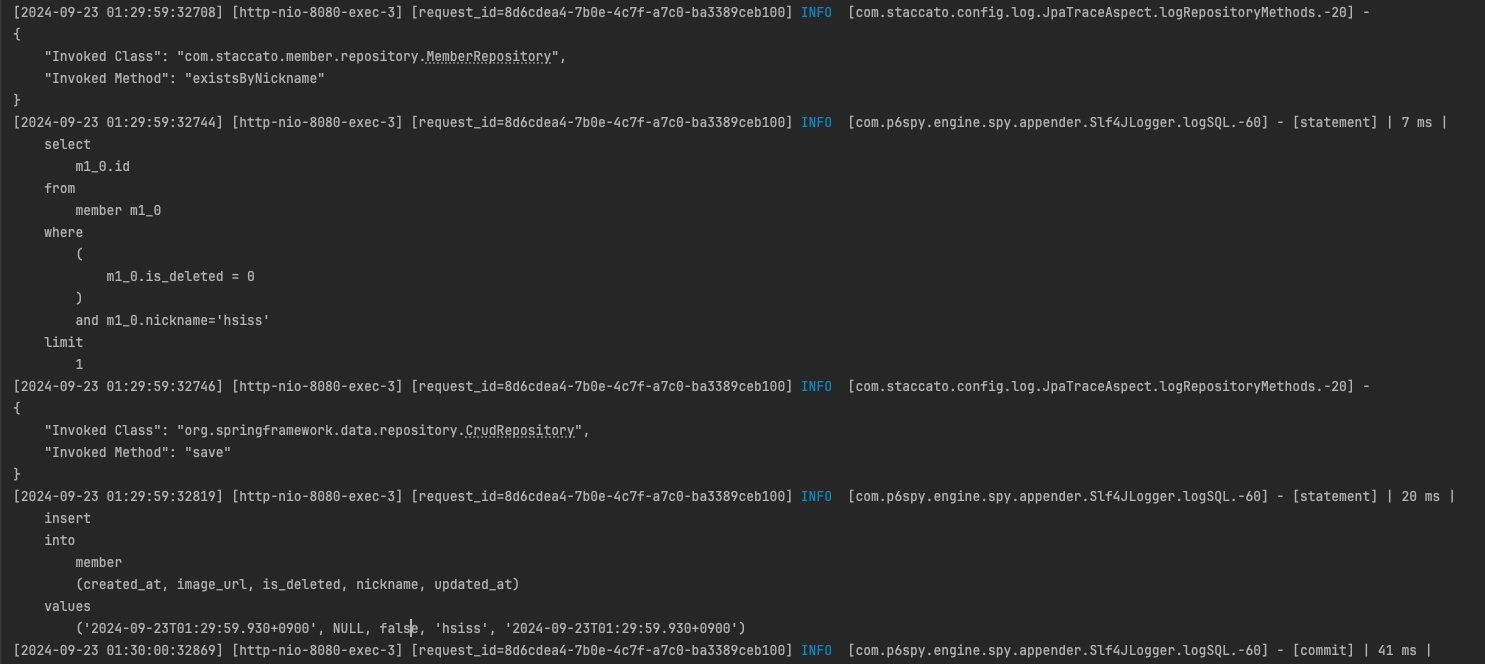 [2024-09-23 01:29:59:32708] [http-nio-8080-exec-3] [request_id=8d6cdea4-7b0e-4c7f-a7c0-ba3389ceb100] INFO  [com.staccato.config.log.JpaTraceAspect.logRepositoryMethods.-20] -
{
    "Invoked Class": "com.staccato.member.repository.MemberRepository",
    "Invoked Method": "existsByNickname"
}
[2024-09-23 01:29:59:32744] [http-nio-8080-exec-3] [request_id=8d6cdea4-7b0e-4c7f-a7c0-ba3389ceb100] INFO  [com.p6spy.engine.spy.appender.Slf4JLogger.logSQL.-60] - [statement] | 7 ms |
    select
        m1_0.id
    from
        member m1_0
    where
        (
            m1_0.is_deleted = 0
        )
        and m1_0.nickname='hsiss'
    limit
        1
[2024-09-23 01:29:59:32746] [http-nio-8080-exec-3] [request_id=8d6cdea4-7b0e-4c7f-a7c0-ba3389ceb100] INFO  [com.staccato.config.log.JpaTraceAspect.logRepositoryMethods.-20] -
{
    "Invoked Class": "org.springframework.data.repository.CrudRepository",
    "Invoked Method": "save"
}
[2024-09-23 01:29:59:32819] [http-nio-8080-exec-3] [request_id=8d6cdea4-7b0e-4c7f-a7c0-ba3389ceb100] INFO  [com.p6spy.engine.spy.appender.Slf4JLogger.logSQL.-60] - [statement] | 20 ms |
    insert
    into
        member
        (created_at, image_url, is_deleted, nickname, updated_at)
    values
        ('2024-09-23T01:29:59.930+0900', NULL, false, 'hsiss', '2024-09-23T01:29:59.930+0900')
[2024-09-23 01:30:00:32869] [http-nio-8080-exec-3] [request_id=8d6cdea4-7b0e-4c7f-a7c0-ba3389ceb100] INFO  [com.p6spy.engine.spy.appender.Slf4JLogger.logSQL.-60] - [commit] | 41 ms |